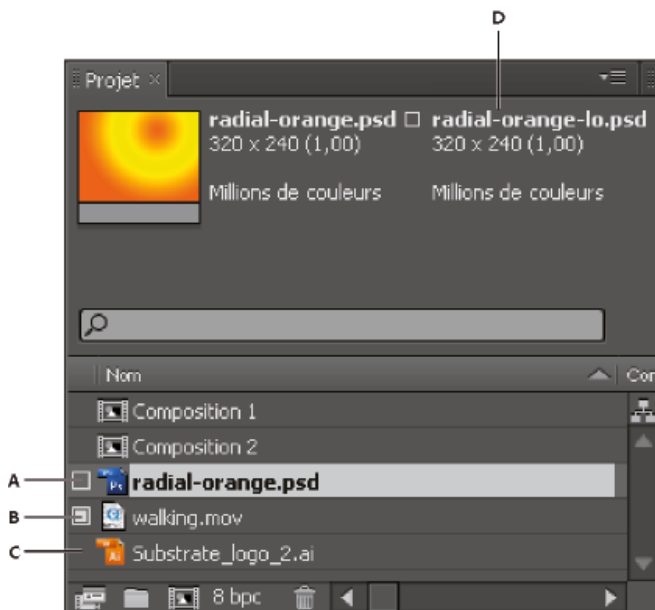 D
Projet
radial-orange.psd radial-orange-lo.psd
320 x 240 (1,00) 320 x 240 (1,00)
Millions de couleurs Millions de couleurs
Nom Cor
Composition 1
Composition 2
A radial-orange.psd
B walking.mov
C Substrate_logo_2.ai
8 bpc